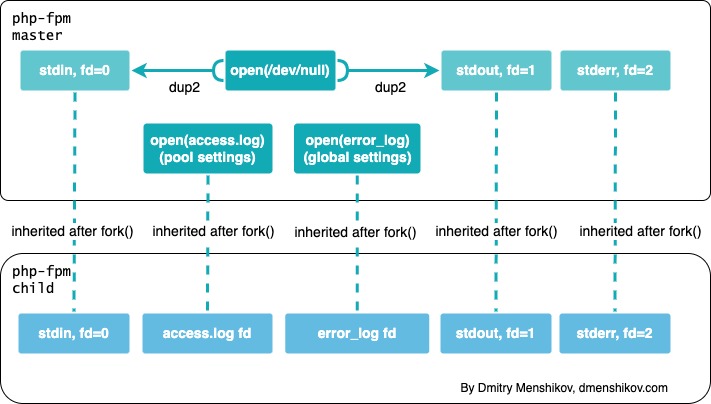 php-fpm
master
stdin, fd=0
open(/dev/null)
stdout, fd=1
stderr, fd=2
dup2
dup2
open(access.log)
(pool settings)
open(error_log)
(global settings)
inherited after fork()
inherited after fork()
inherited after fork()
inherited after fork()
inherited after fork()
php-fpm
child
stdin, fd=0
access.log fd
error_log fd
stdout, fd=1
stderr, fd=2
By Dmitry Menshikov, dmenshikov.com